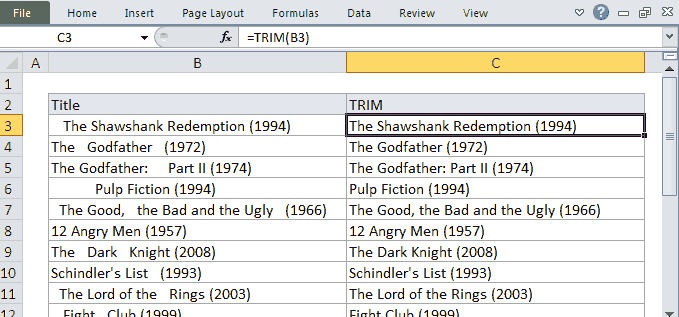 File Home Insert Page Layout Formulas Data Review View
C3 fx =TRIM(B3)
A B C
1
2 Title TRIM
3    The Shawshank Redemption (1994) The Shawshank Redemption (1994)
4 The   Godfather   (1972) The Godfather (1972)
5 The Godfather:     Part II (1974) The Godfather: Part II (1974)
6           Pulp Fiction (1994) Pulp Fiction (1994)
7   The Good,   the Bad and the Ugly   (1966) The Good, the Bad and the Ugly (1966)
8 12 Angry Men (1957) 12 Angry Men (1957)
9 The   Dark   Knight (2008) The Dark Knight (2008)
10 Schindler's List   (1993) Schindler's List (1993)
11   The Lord of the   Rings (2003) The Lord of the Rings (2003)
12    Fight   Club (1999) Fight Club (1999)